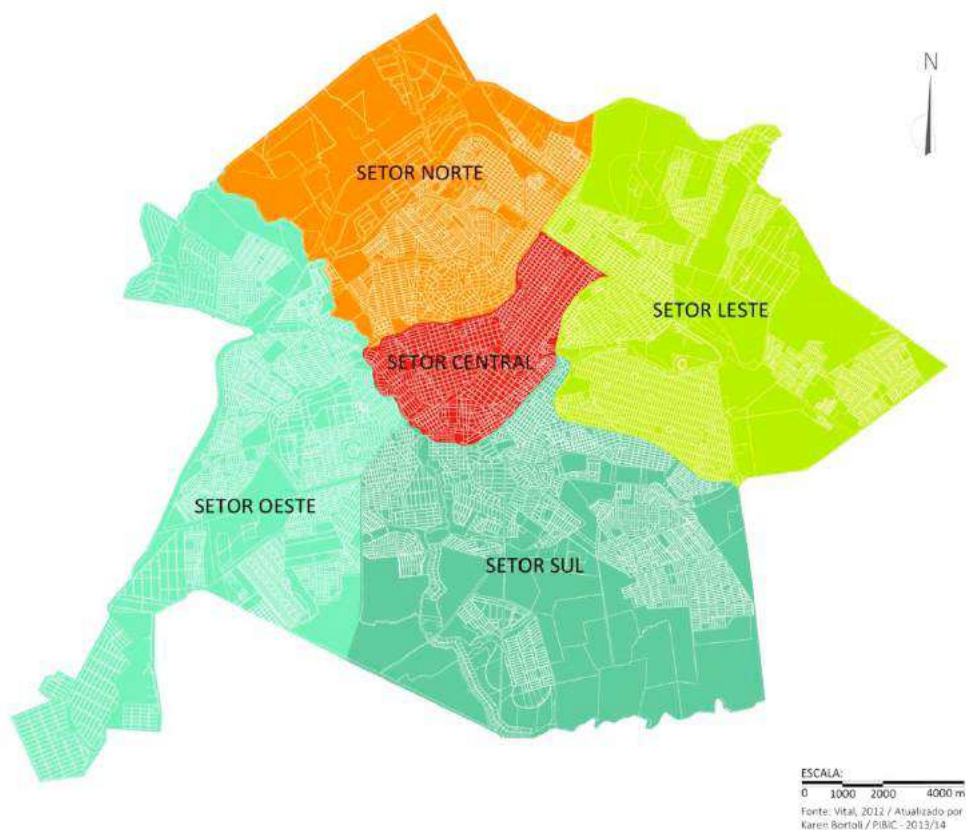 N
SETOR NORTE
SETOR LESTE
SETOR CENTRAL
SETOR OESTE
SETOR SUL
ESCALA:
0 1000 2000 4000 m
Fonte: Vital, 2012 / Atualizado por
Karen Bortoli / PIBIC - 2013/14